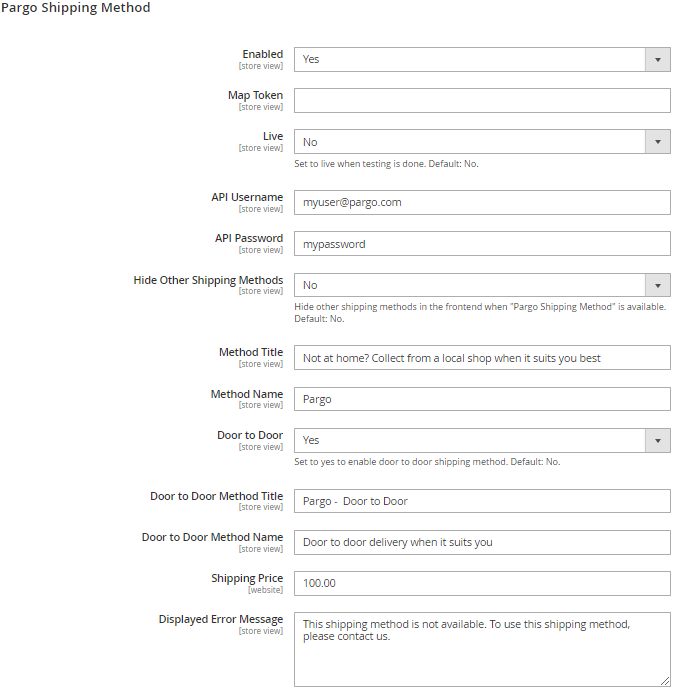 Pargo Shipping Method
Enabled
[store view]
Yes
Map Token
[store view]
Live
[store view]
No
Set to live when testing is done. Default: No.
API Username
[store view]
myuser@pargo.com
API Password
[store view]
mypassword
Hide Other Shipping Methods
[store view]
No
Hide other shipping methods in the frontend when "Pargo Shipping Method" is available.
Default: No.
Method Title
[store view]
Not at home? Collect from a local shop when it suits you best
Method Name
[store view]
Pargo
Door to Door
[store view]
Yes
Set to yes to enable door to door shipping method. Default: No.
Door to Door Method Title
[store view]
Pargo - Door to Door
Door to Door Method Name
[store view]
Door to door delivery when it suits you
Shipping Price
[website]
100.00
Displayed Error Message
[store view]
This shipping method is not available. To use this shipping method,
please contact us.